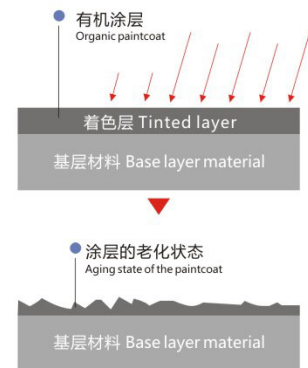 有机涂层
Organic paintcoat
着色层 Tinted layer
基层材料 Base layer material
涂层的老化状态
Aging state of the paintcoat
基层材料 Base layer material